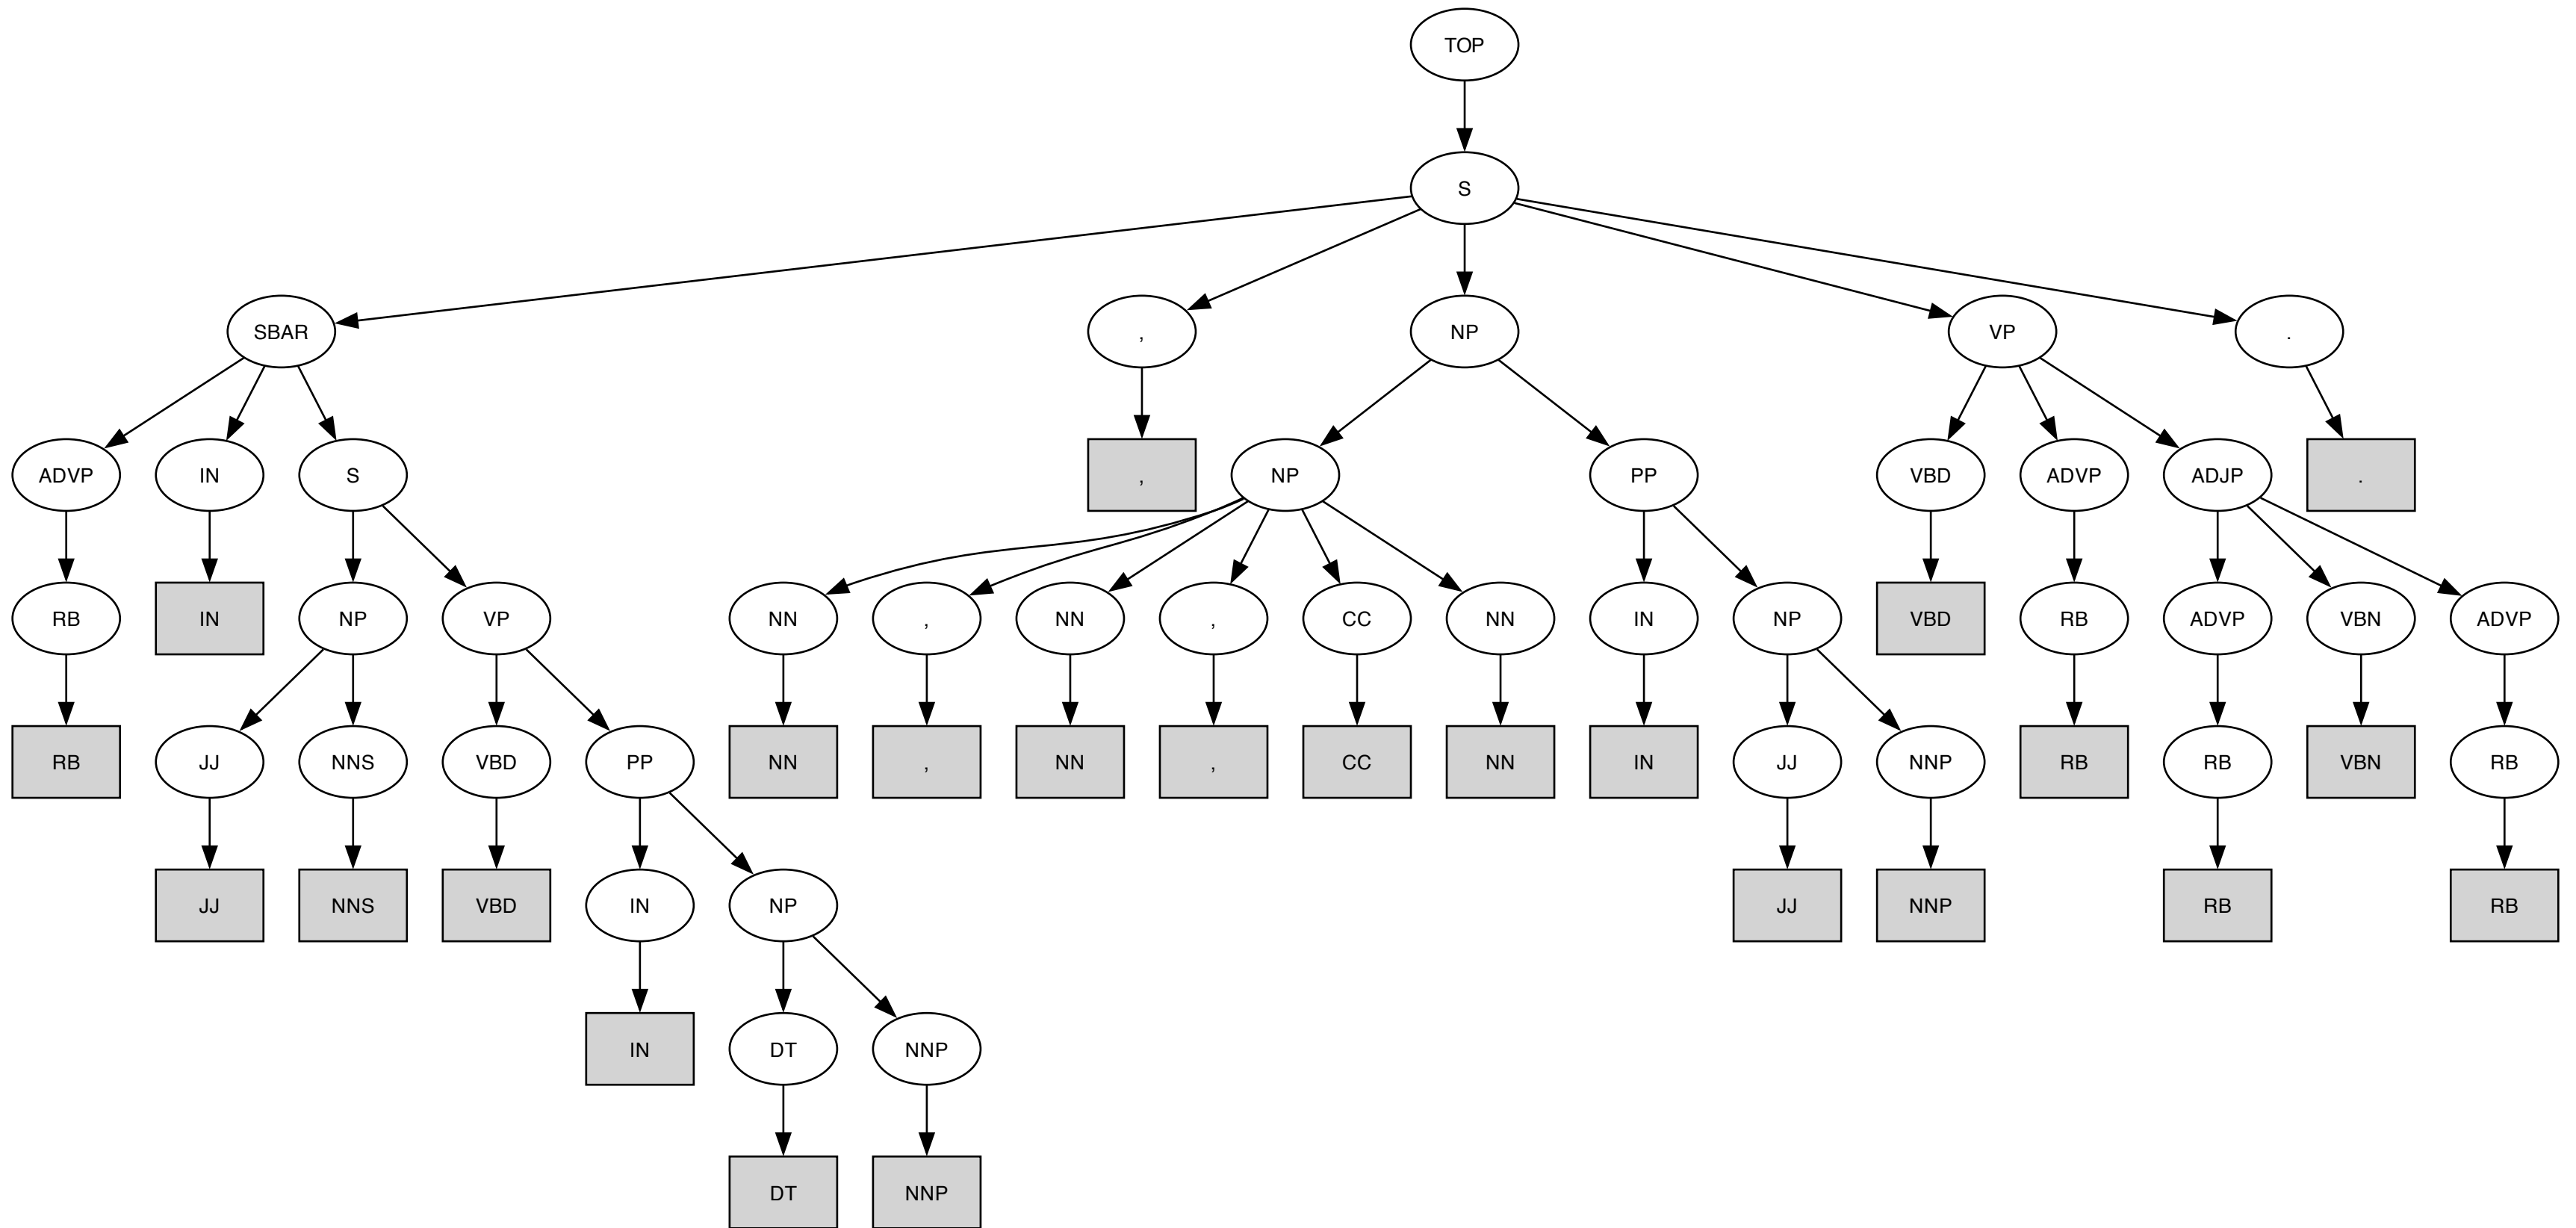 TOP
S
SBAR , NP VP .
ADVP IN S , NP PP VBD ADVP ADJP .
RB IN NP VP NN , NN , CC NN IN NP VBD RB ADVP VBN ADVP
RB JJ NNS VBD PP NN , NN , CC NN IN JJ NNP RB RB VBN RB
JJ NNS VBD IN NP JJ NNP RB RB
IN DT NNP
DT NNP